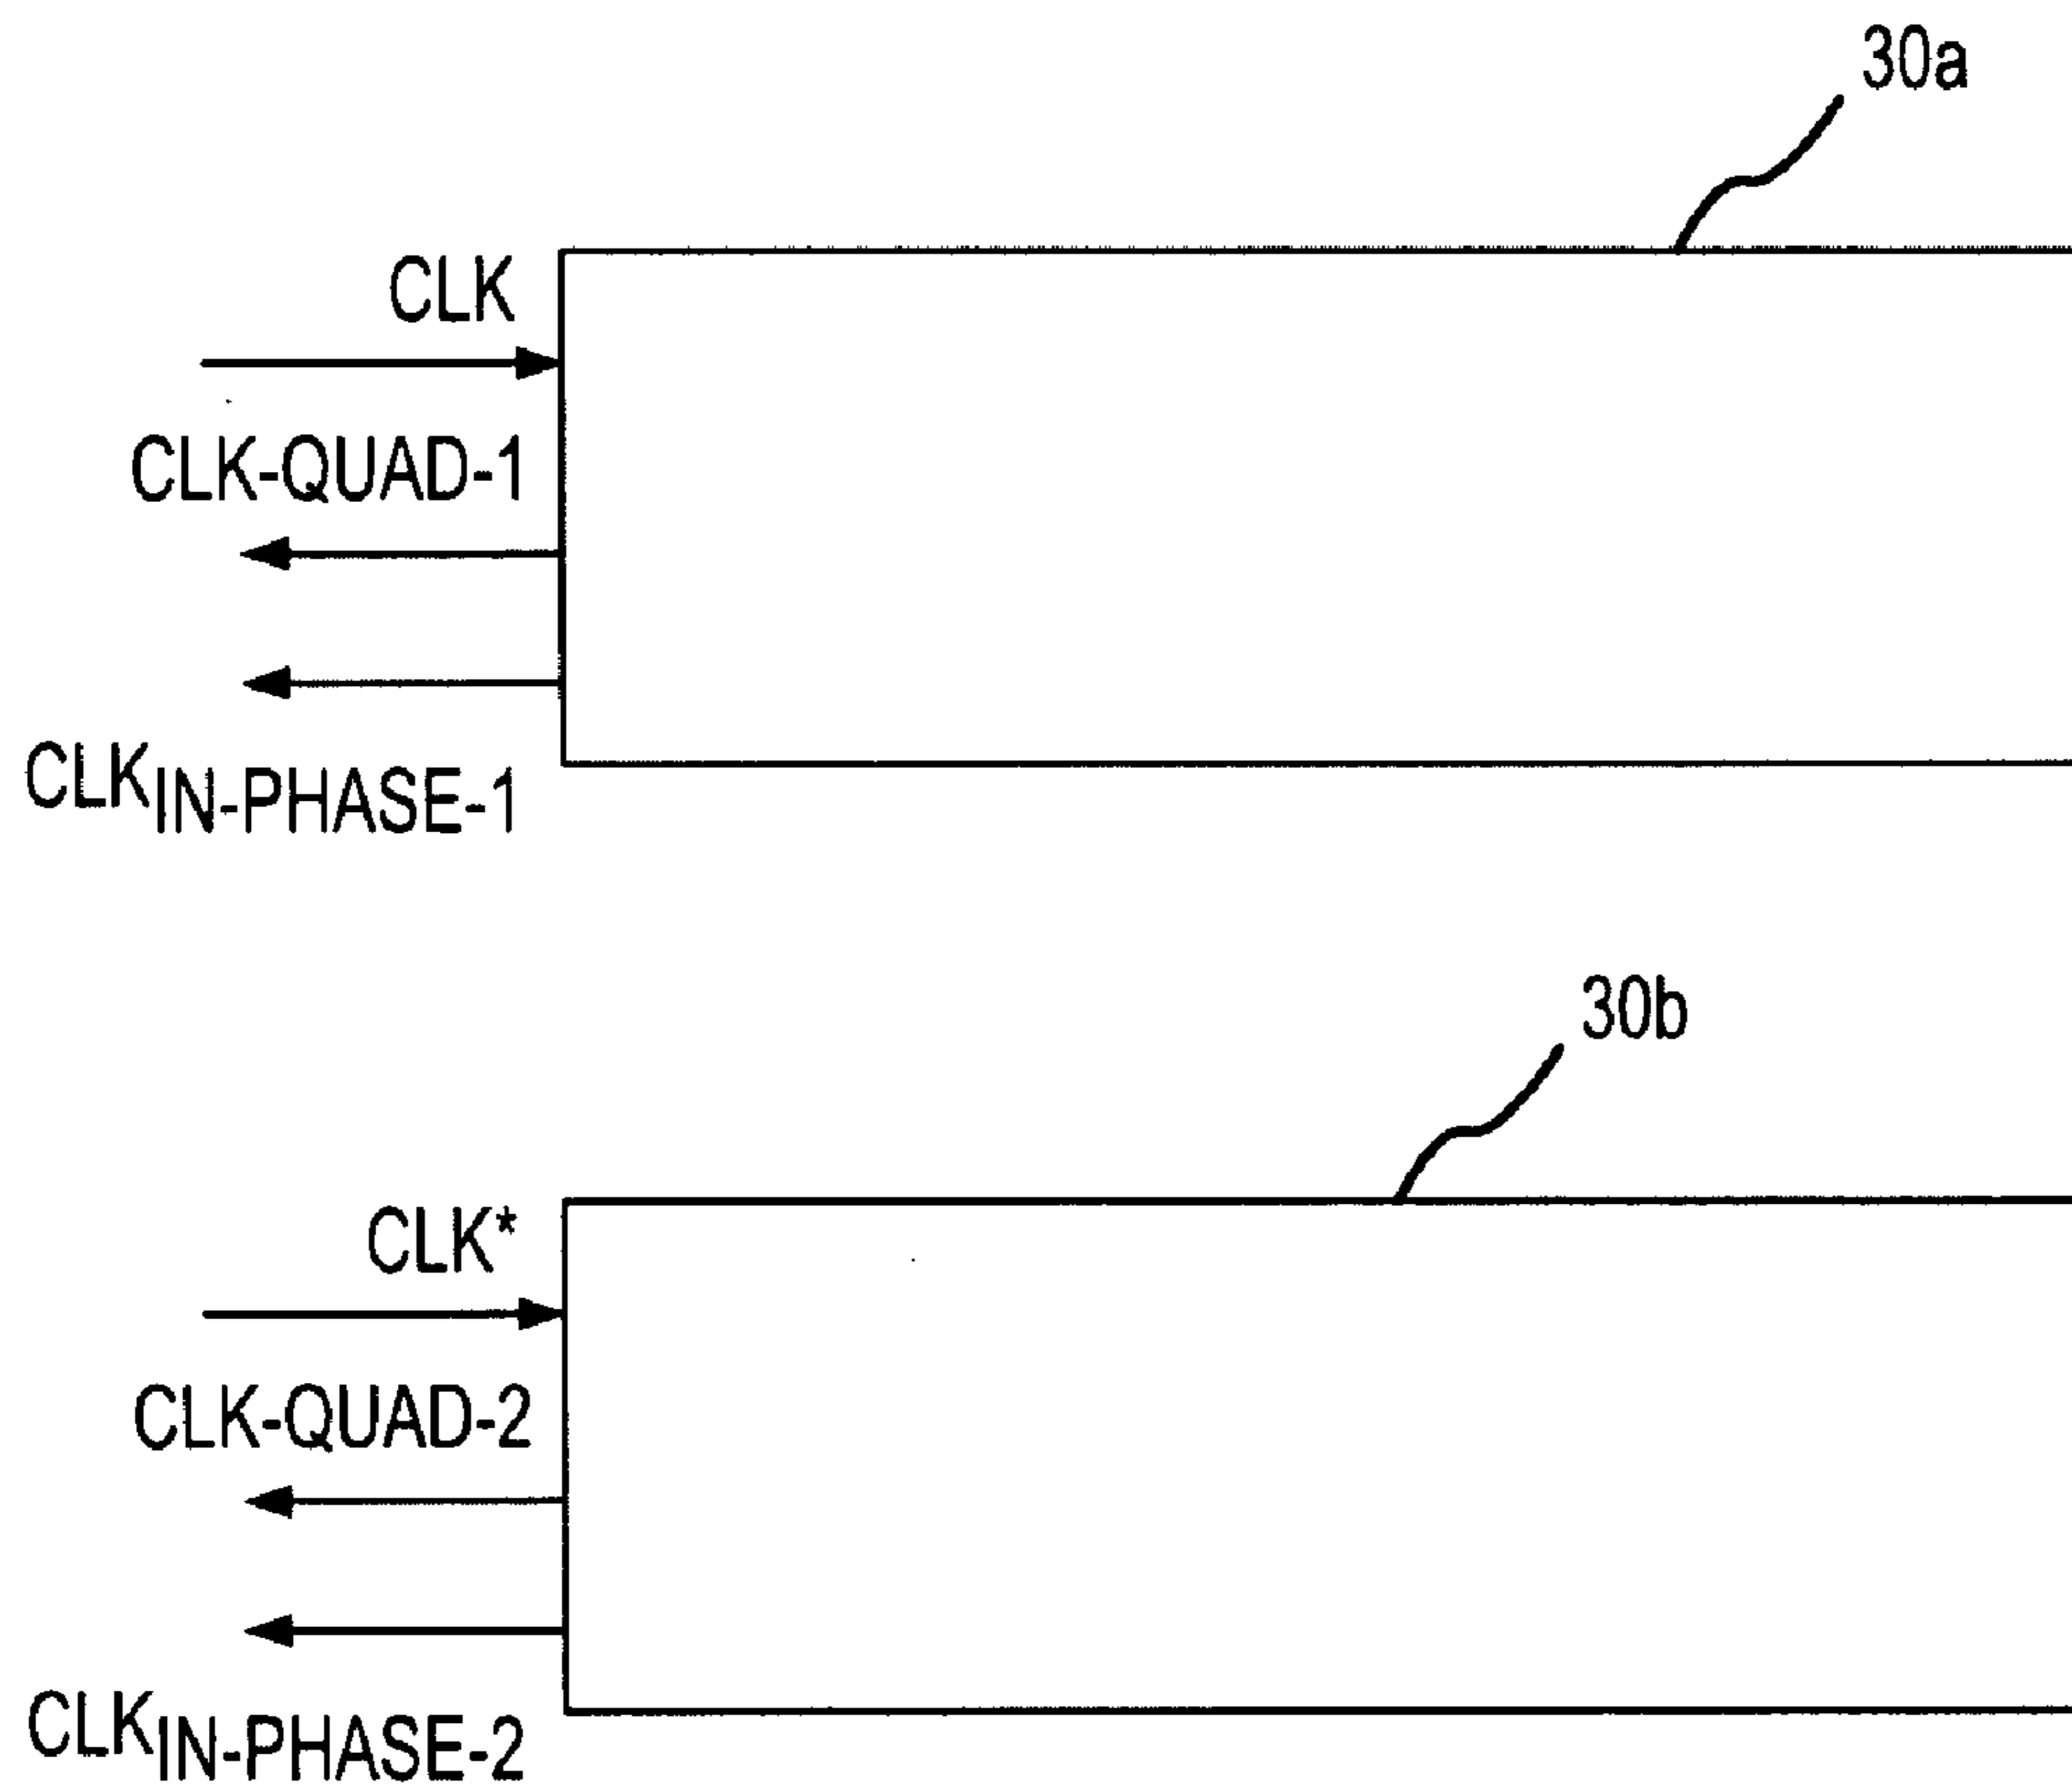 30a
CLK
CLK-QUAD-1
CLKIN-PHASE-1
30b
CLK*
CLK-QUAD-2
CLKIN-PHASE-2